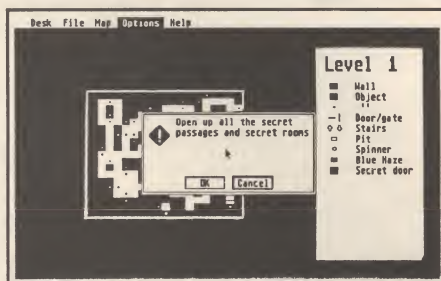 Desk File Map Options Help
Level 1
Wall
Object
"
Door/gate
Stairs
Pit
Spinner
Blue Haze
Secret door
Open up all the secret
passages and secret rooms
OK Cancel